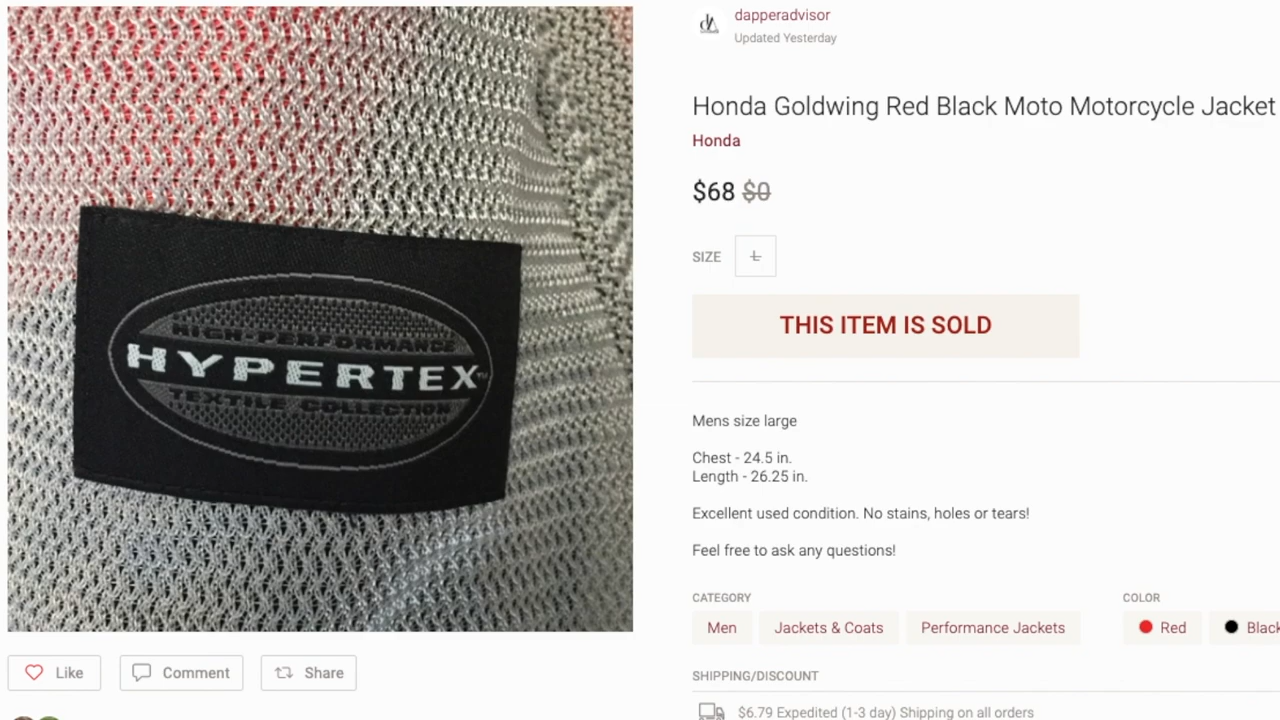 HIGH-PERFORMANCE
HYPERTEX™
TEXTILE COLLECTION
Like
Comment
Share
dA
dapperadvisor
Updated Yesterday
Honda Goldwing Red Black Moto Motorcycle Jacket
Honda
$68 $0
SIZE L
THIS ITEM IS SOLD
Mens size large
Chest - 24.5 in.
Length - 26.25 in.
Excellent used condition. No stains, holes or tears!
Feel free to ask any questions!
CATEGORY
Men Jackets & Coats Performance Jackets
COLOR
Red Black
SHIPPING/DISCOUNT
$6.79 Expedited (1-3 day) Shipping on all orders